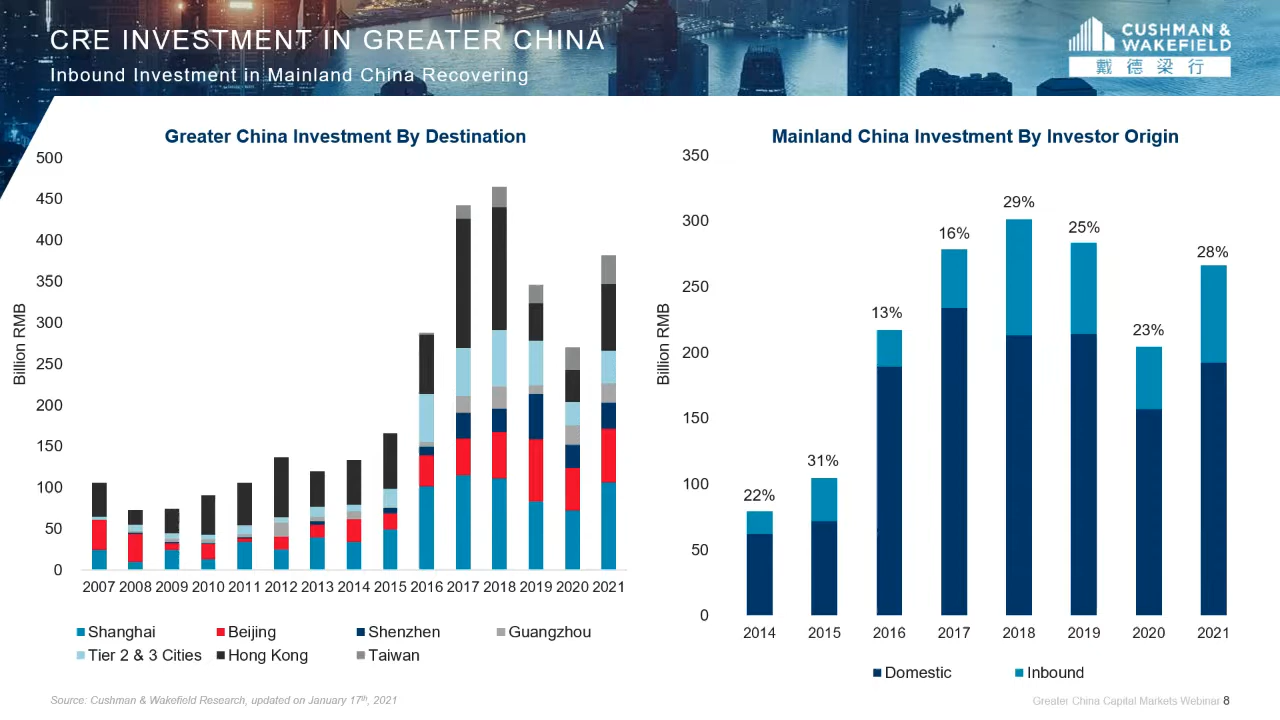 CRE INVESTMENT IN GREATER CHINA
Inbound Investment in Mainland China Recovering
CUSHMAN &
WAKEFIELD
戴德梁行
Greater China Investment By Destination
Billion RMB
500
450
400
350
300
250
200
150
100
50
0
2007 2008 2009 2010 2011 2012 2013 2014 2015 2016 2017 2018 2019 2020 2021
Shanghai Beijing Shenzhen Guangzhou
Tier 2 & 3 Cities Hong Kong Taiwan
Mainland China Investment By Investor Origin
Billion RMB
350
300
250
200
150
100
50
0
22% 31% 13% 16% 29% 25% 23% 28%
2014 2015 2016 2017 2018 2019 2020 2021
Domestic Inbound
Source: Cushman & Wakefield Research, updated on January 17th, 2021
Greater China Capital Markets Webinar 8